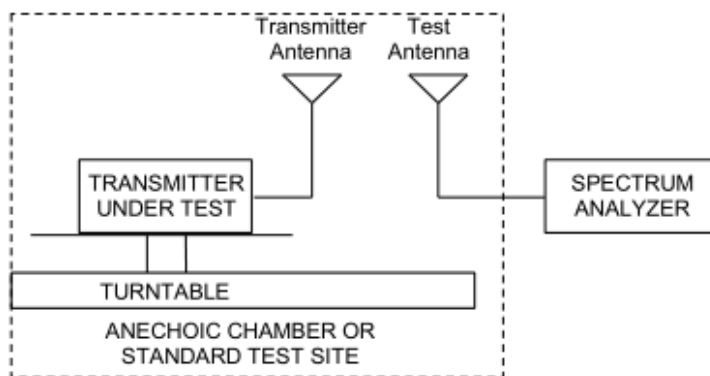 Transmitter
Antenna
Test
Antenna
TRANSMITTER
UNDER TEST
SPECTRUM
ANALYZER
TURNTABLE
ANECHOIC CHAMBER OR
STANDARD TEST SITE